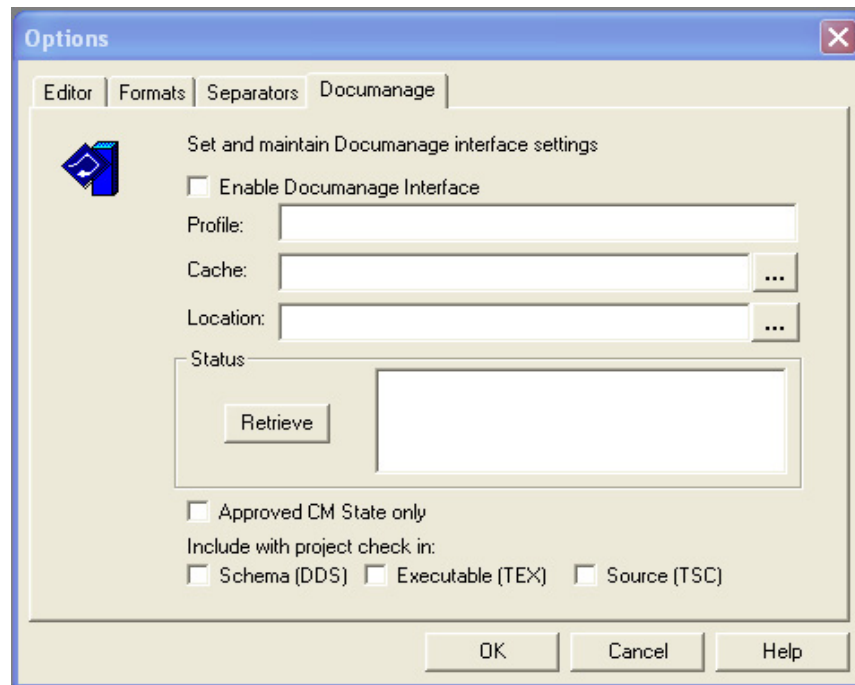 Options
Editor Formats Separators Documanage
Set and maintain Documanage interface settings
Enable Documanage Interface
Profile:
Cache: ...
Location: ...
Status
Retrieve
Approved CM State only
Include with project check in:
Schema (DDS) Executable (TEX) Source (TSC)
OK Cancel Help